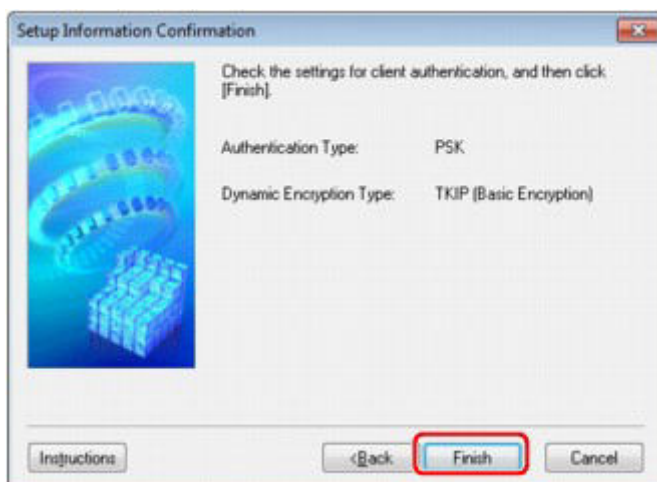 Setup Information Confirmation
Check the settings for client authentication, and then click
[Finish].
Authentication Type: PSK
Dynamic Encryption Type: TKIP (Basic Encryption)
Instructions <Back Finish Cancel